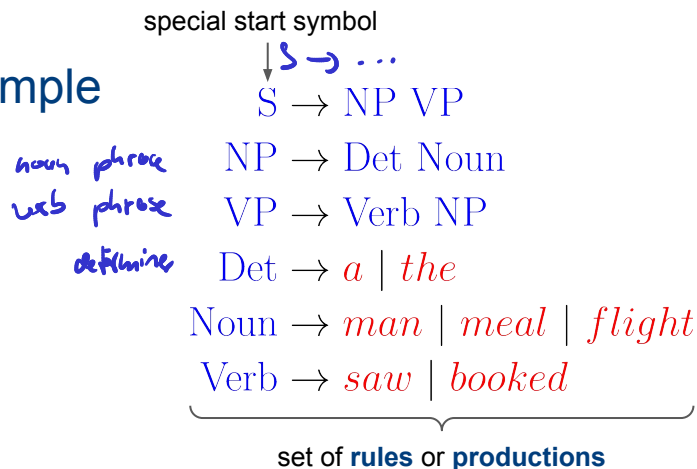 special start symbol
S → ...
mple
S → NP VP
noun phrase NP → Det Noun
verb phrase VP → Verb NP
determiner Det → a | the
Noun → man | meal | flight
Verb → saw | booked
set of rules or productions